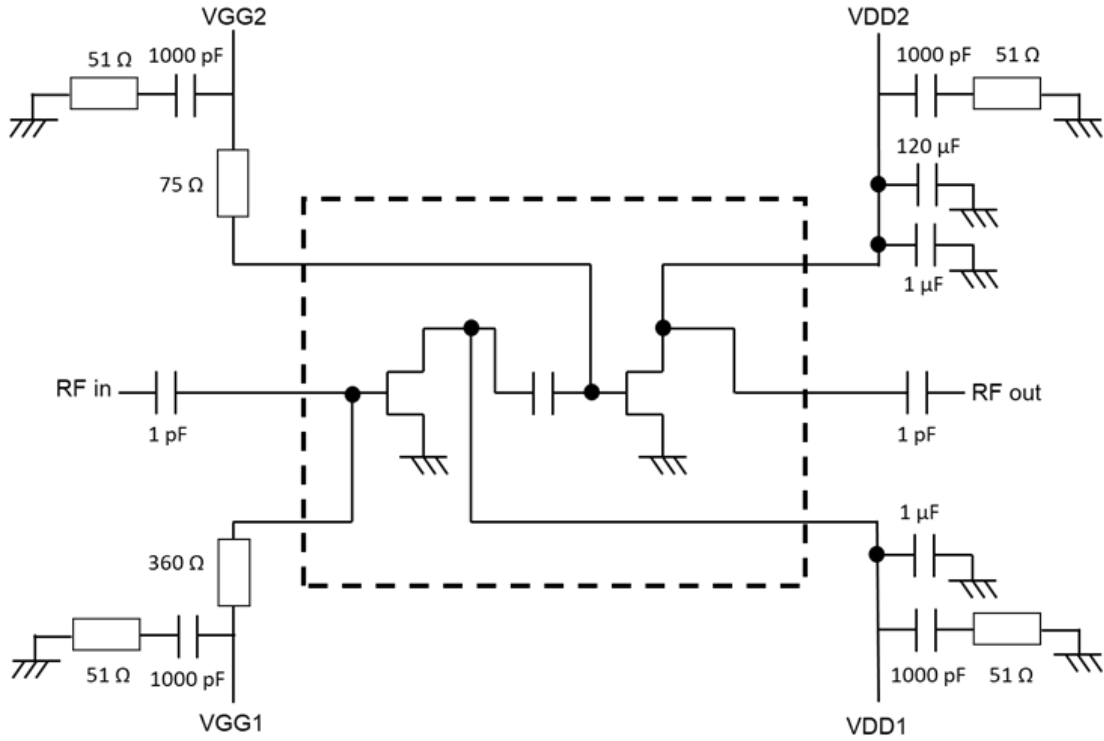 VGG2
VDD2
51 Ω
1000 pF
1000 pF
51 Ω
75 Ω
120 µF
1 µF
RF in
RF out
1 pF
1 pF
360 Ω
1 µF
51 Ω
1000 pF
1000 pF
51 Ω
VGG1
VDD1